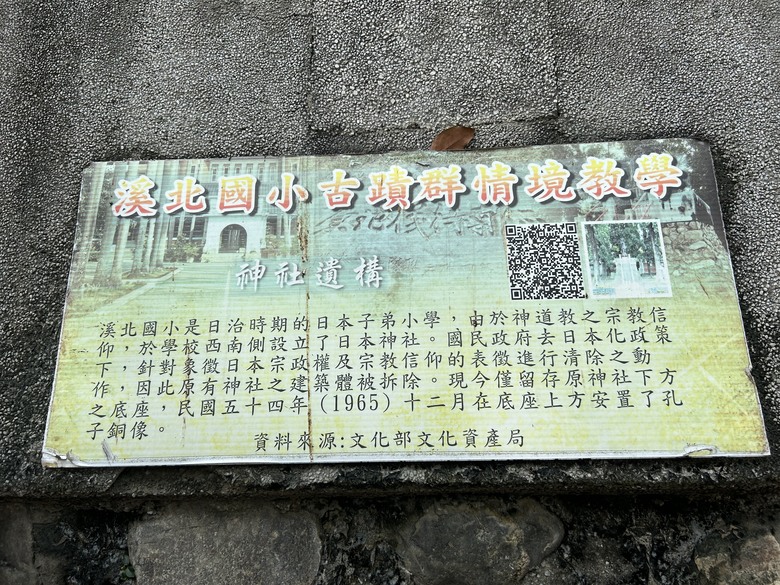 溪北國小古蹟群情境教學
神社遺構
溪北國小是日治時期的日本子弟小學，由於神道教之宗教信
仰，於學校西南側設立了日本神社。國民政府去日本化政策
下，針對象徵日本宗政權及宗教信仰的表徵進行清除之動
作，因此原有神社之建築體被拆除。現今僅留存原神社下方
之底座，民國五十四年(1965)十二月在底座上方安置了孔
子銅像。
資料來源:文化部文化資產局